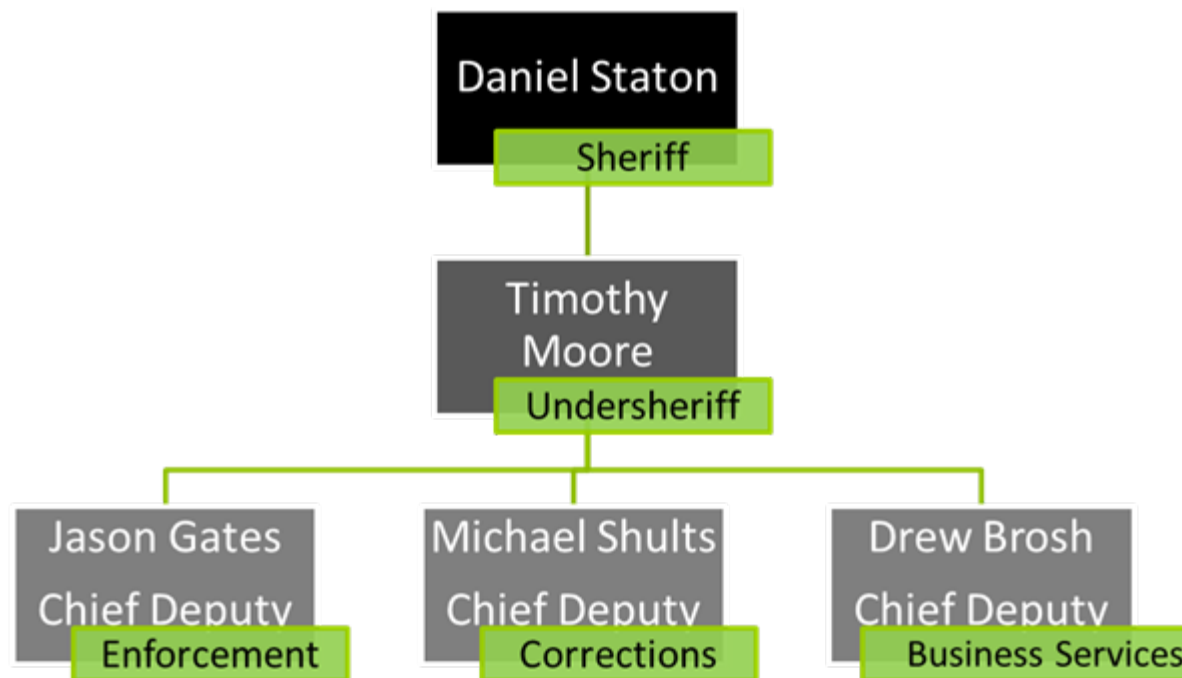 Daniel Staton
Sheriff
Timothy
Moore
Undersheriff
Jason Gates
Chief Deputy
Enforcement
Michael Shults
Chief Deputy
Corrections
Drew Brosh
Chief Deputy
Business Services